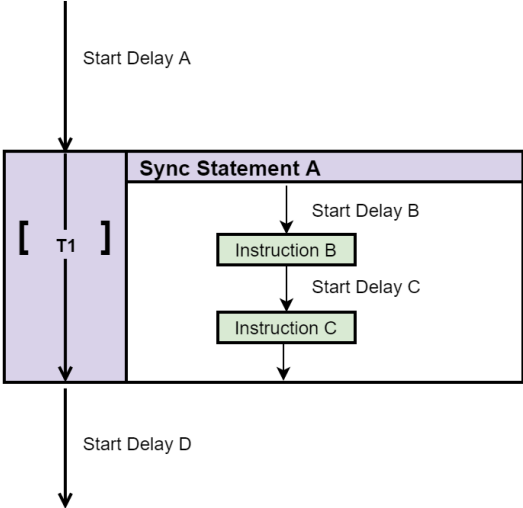 Start Delay A
Sync Statement A
Start Delay B
[ T1 ]
Instruction B
Start Delay C
Instruction C
Start Delay D